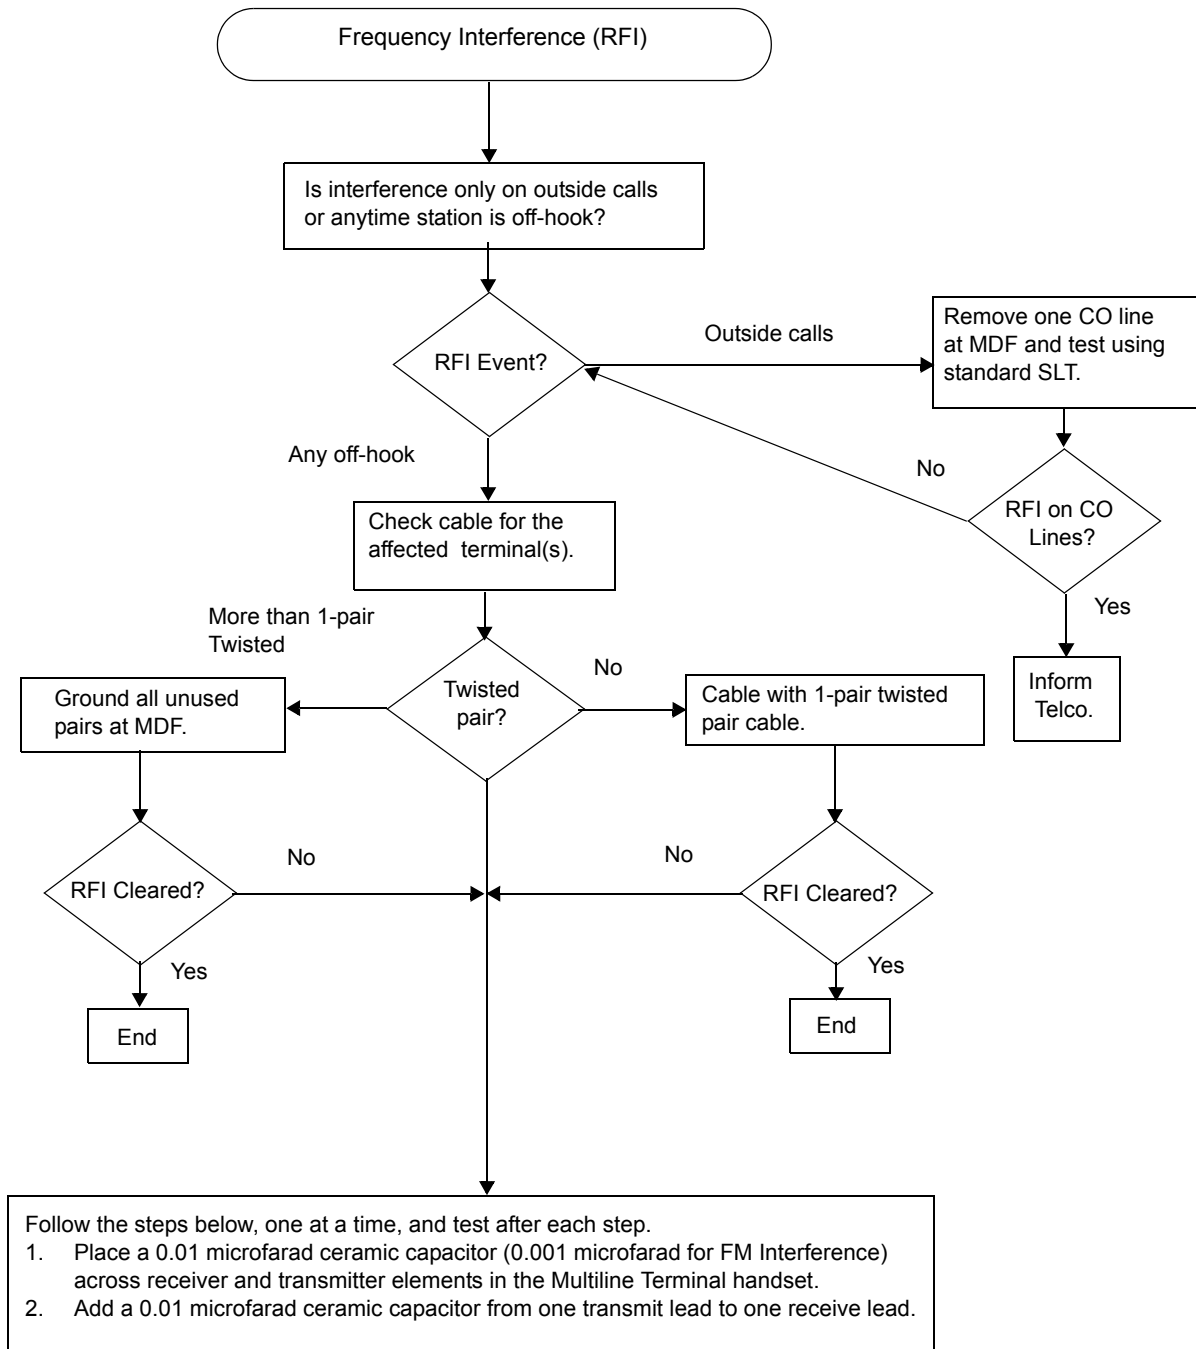 Frequency Interference (RFI)
Is interference only on outside calls
or anytime station is off-hook?
RFI Event?
Outside calls
Remove one CO line
at MDF and test using
standard SLT.
Any off-hook
No
RFI on CO
Lines?
Check cable for the
affected terminal(s).
Yes
More than 1-pair
Twisted
No
Inform
Telco.
Ground all unused
pairs at MDF.
Twisted
pair?
Cable with 1-pair twisted
pair cable.
No
No
RFI Cleared?
RFI Cleared?
Yes
Yes
End
End
Follow the steps below, one at a time, and test after each step.
1. Place a 0.01 microfarad ceramic capacitor (0.001 microfarad for FM Interference)
across receiver and transmitter elements in the Multiline Terminal handset.
2. Add a 0.01 microfarad ceramic capacitor from one transmit lead to one receive lead.